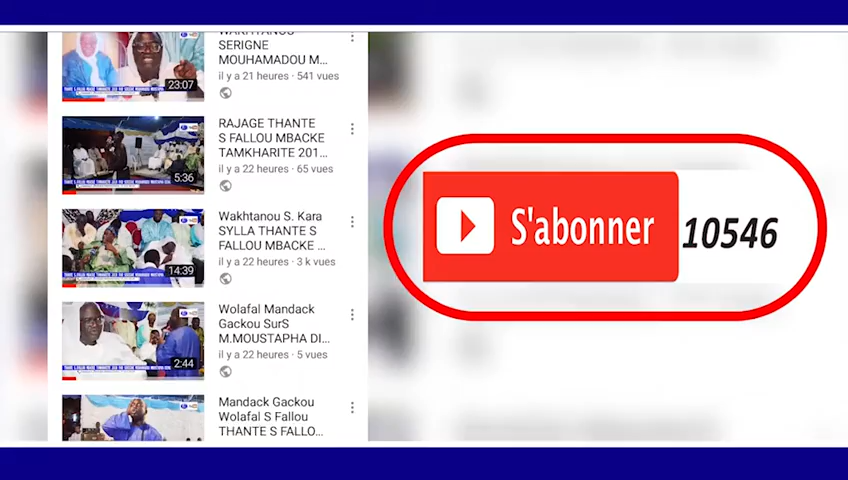 WAKHTANOU
SERIGNE
MOUHAMADOU M...
il y a 21 heures · 541 vues
23:07
RAJAGE THANTE
S FALLOU MBACKE
TAMKHARITE 201...
il y a 22 heures · 65 vues
5:36
Wakhtanou S. Kara
SYLLA THANTE S
FALLOU MBACKE ...
il y a 22 heures · 3 k vues
14:39
Wolofal Mandack
Gackou SurS
M.MOUSTAPHA DI...
il y a 22 heures · 5 vues
2:44
Mandack Gackou
Wolafal S Fallou
THANTE S FALLO...
S'abonner 10546